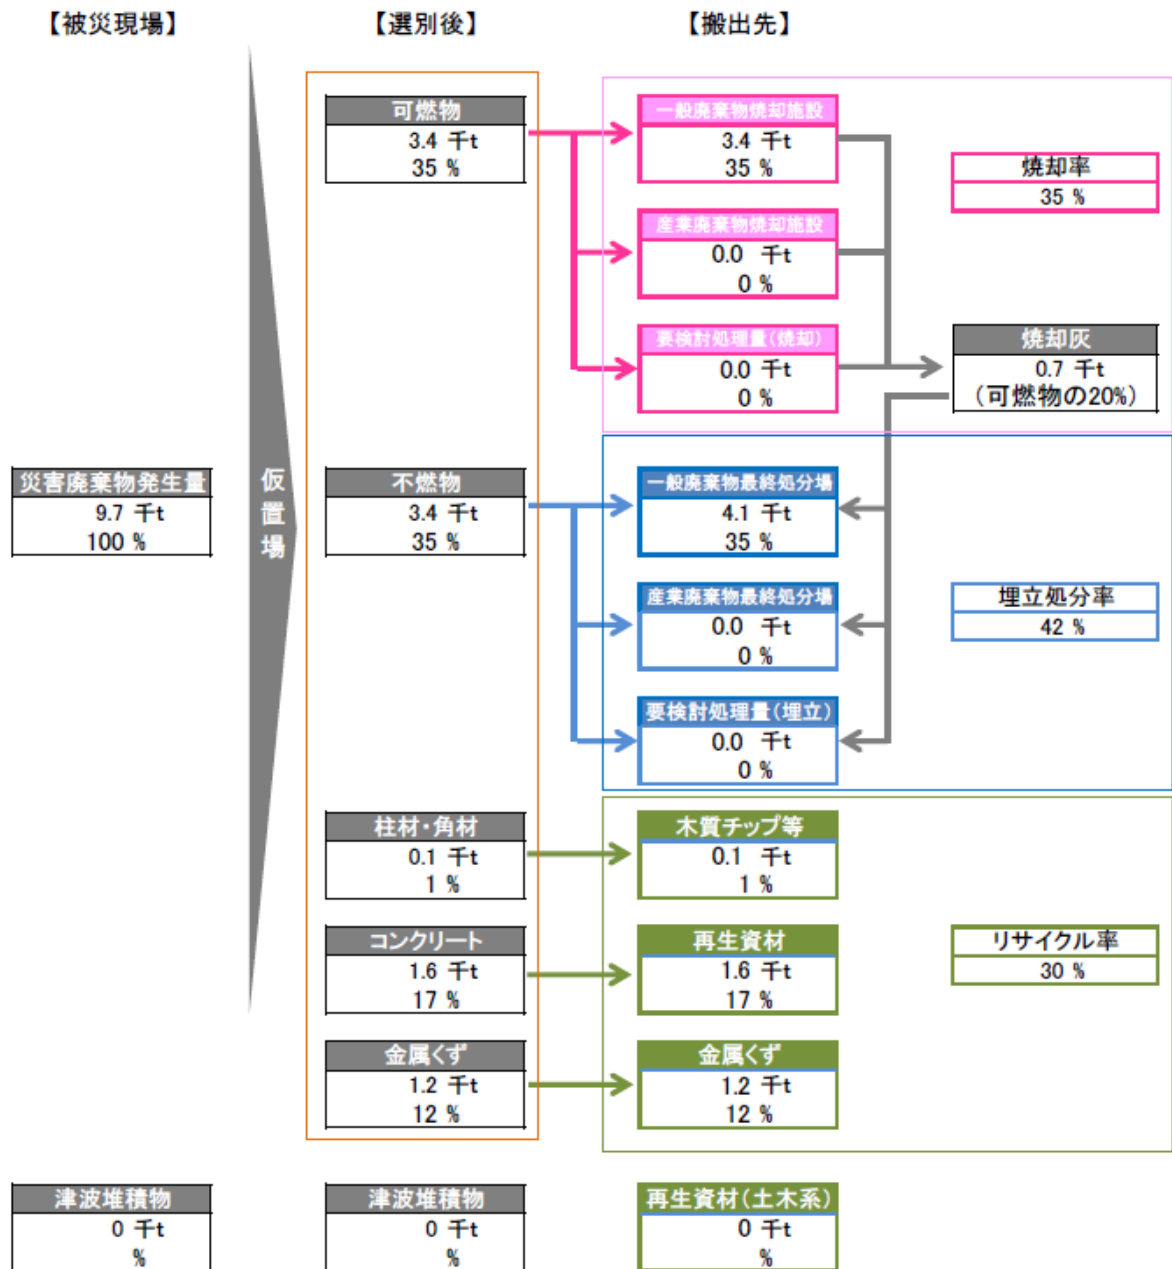 【被災現場】
【選別後】
【搬出先】
可燃物
3.4 千t
35 %
一般廃棄物焼却施設
3.4 千t
35 %
焼却率
35 %
産業廃棄物焼却施設
0.0 千t
0 %
要検討処理量(焼却)
0.0 千t
0 %
焼却灰
0.7 千t
(可燃物の20%)
災害廃棄物発生量
9.7 千t
100 %
仮置場
不燃物
3.4 千t
35 %
一般廃棄物最終処分場
4.1 千t
35 %
産業廃棄物最終処分場
0.0 千t
0 %
埋立処分率
42 %
要検討処理量(埋立)
0.0 千t
0 %
柱材・角材
0.1 千t
1 %
木質チップ等
0.1 千t
1 %
コンクリート
1.6 千t
17 %
再生資材
1.6 千t
17 %
リサイクル率
30 %
金属くず
1.2 千t
12 %
金属くず
1.2 千t
12 %
津波堆積物
0 千t
%
津波堆積物
0 千t
%
再生資材(土木系)
0 千t
%